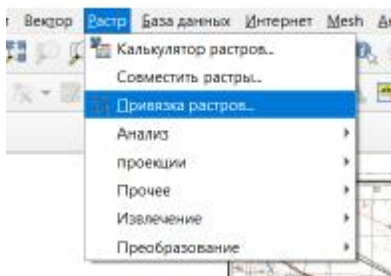 Вектор Растр База данных Интернет Mesh
Калькулятор растров...
Совместить растры...
Привязка растров...
Анализ
проекции
Прочее
Извлечение
Преобразование